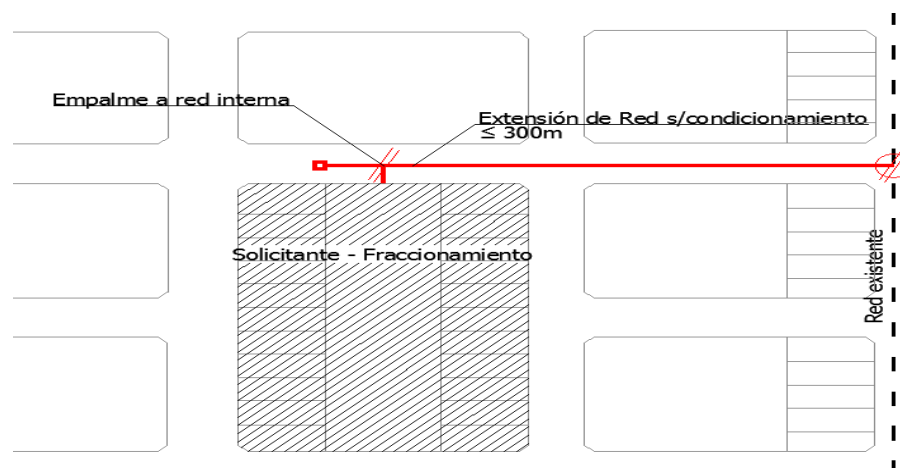 Empalme a red interna
Extensión de Red s/condicionamiento
≤ 300m
Solicitante - Fraccionamiento
Red existente